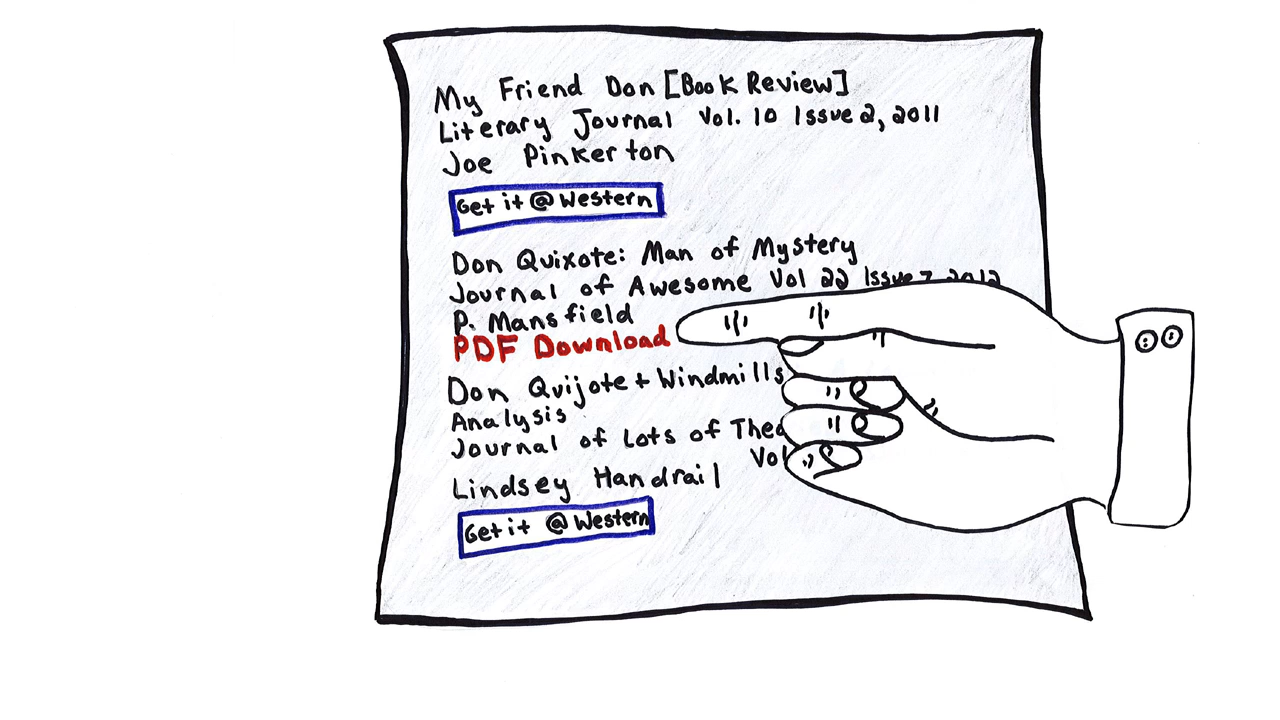 My Friend Don [Book Review]
Literary Journal Vol. 10 Issue 2, 2011
Joe Pinkerton
Get it @ Western
Don Quixote: Man of Mystery
Journal of Awesome Vol 22 Issue 7 2012
P. Mansfield
PDF Download
Don Quijote + Windmills
Analysis
Journal of Lots of
Vol
Lindsey Handrail
Get it @ Western